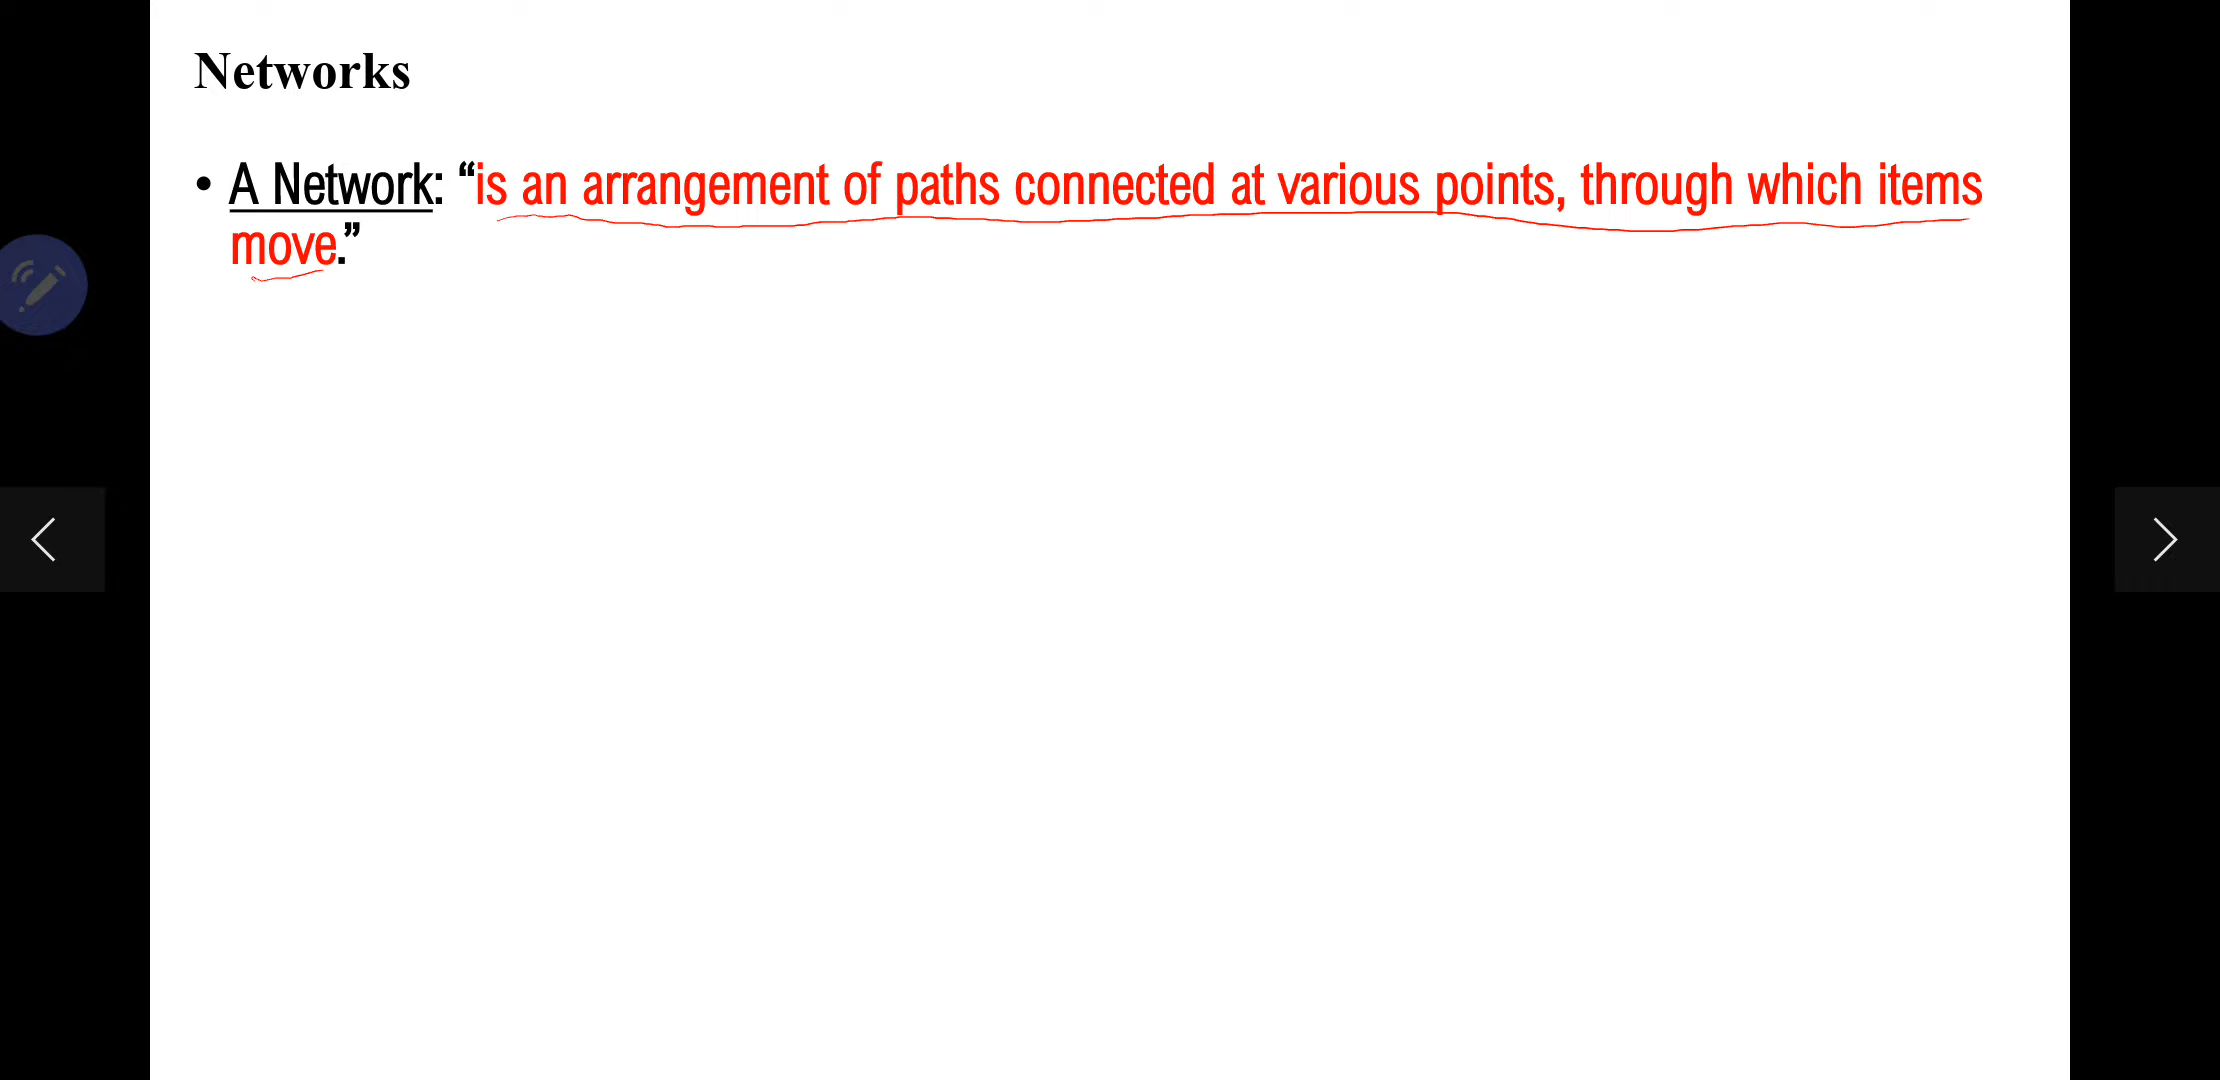 Networks
• A Network: “is an arrangement of paths connected at various points, through which items
move.”